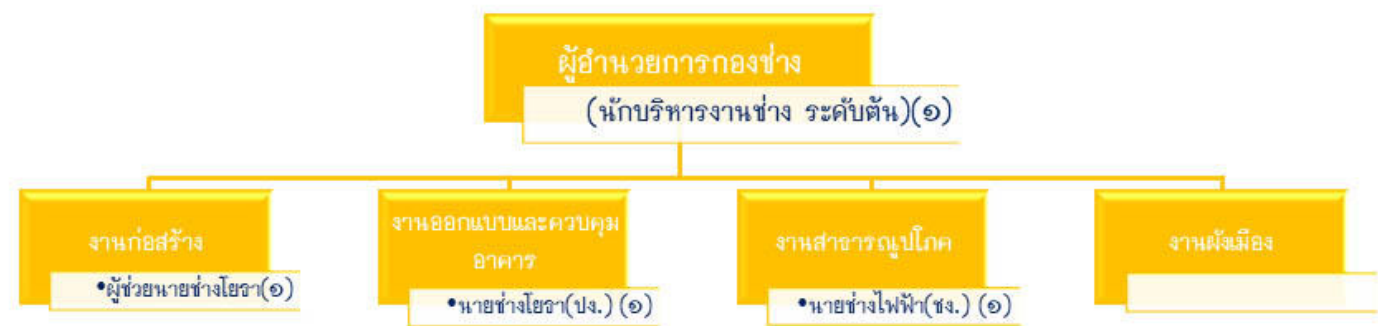 ผู้อำนวยการกองช่าง
(นักบริหารงานช่าง ระดับต้น)(๑)
งานก่อสร้าง
•ผู้ช่วยนายช่างโยธา(๑)
งานออกแบบและควบคุม
อาคาร
•นายช่างโยธา(ปง.) (๑)
งานสาธารณูปโภค
•นายช่างไฟฟ้า(ชง.) (๑)
งานผังเมือง